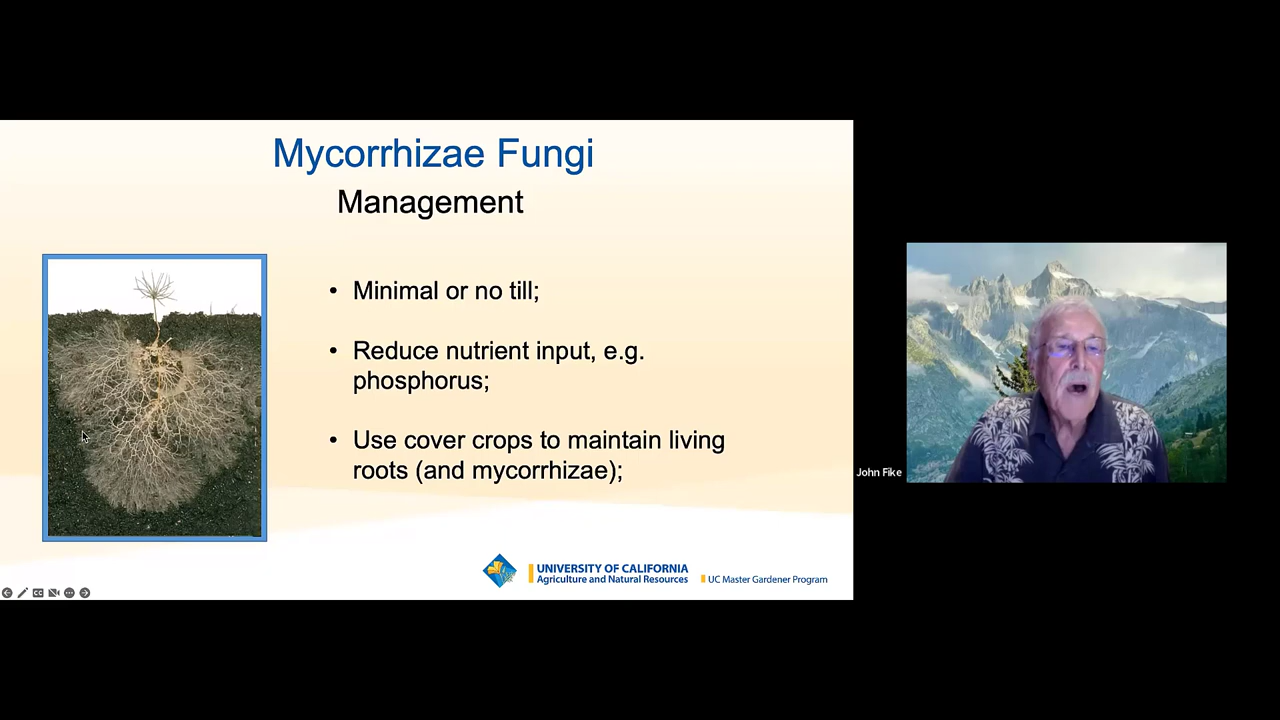 Mycorrhizae Fungi
Management
• Minimal or no till;
• Reduce nutrient input, e.g.
phosphorus;
• Use cover crops to maintain living
roots (and mycorrhizae);
UNIVERSITY OF CALIFORNIA
Agriculture and Natural Resources
UC Master Gardener Program
John Fike